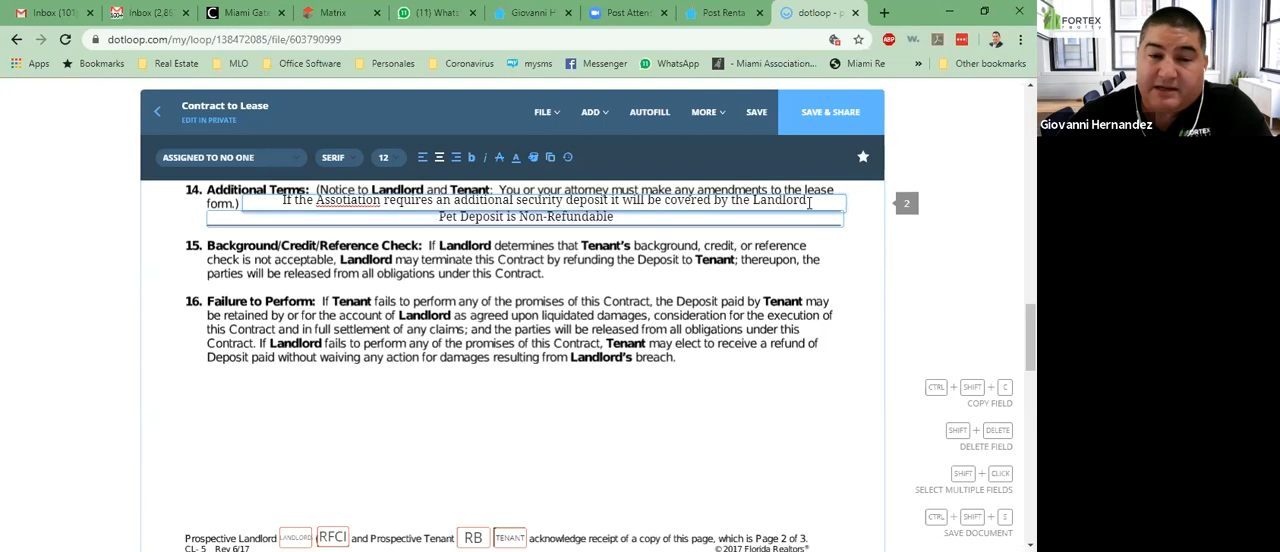 Inbox
Inbox (2,88
Miami Lease
Matrix
(11) Whats
Giovanni H
Post Atten
Post Renta
dotloop - p
dotloop.com/my/loop/138472085/file/603790999
Apps
Bookmarks
Real Estate
MLO
Office Software
Personales
Coronavirus
mysms
Facebook
WhatsApp
- Miami Association...
Miami Re
»
Other bookmarks
FORTEX
realty
Giovanni Hernandez
Contract to Lease
EDIT IN PRIVATE
FILE
ADD
AUTOFILL
MORE
SAVE
SAVE & SHARE
ASSIGNED TO NO ONE
SERIF
12
b
i
A
A
14. Additional Terms: (Notice to Landlord and Tenant: You or your attorney must make any amendments to the lease
form.) If the Assotiation requires an additional security deposit it will be covered by the Landlord
Pet Deposit is Non-Refundable
2
15. Background/Credit/Reference Check: If Landlord determines that Tenant's background, credit, or reference
check is not acceptable, Landlord may terminate this Contract by refunding the Deposit to Tenant; thereupon, the
parties will be released from all obligations under this Contract.
16. Failure to Perform: If Tenant fails to perform any of the promises of this Contract, the Deposit paid by Tenant may
be retained by or for the account of Landlord as agreed upon liquidated damages, consideration for the execution of
this Contract and in full settlement of any claims; and the parties will be released from all obligations under this
Contract. If Landlord fails to perform any of the promises of this Contract, Tenant may elect to receive a refund of
Deposit paid without waiving any action for damages resulting from Landlord's breach.
CTRL + SHIFT + C
COPY FIELD
SHIFT + DELETE
DELETE FIELD
SHIFT + CLICK
SELECT MULTIPLE FIELDS
CTRL + SHIFT + S
SAVE DOCUMENT
Prospective Landlord LANDLORD (RFCI and Prospective Tenant RB TENANT acknowledge receipt of a copy of this page, which is Page 2 of 3.
CL- 5 Rev 6/17 ©2017 Florida Realtors®